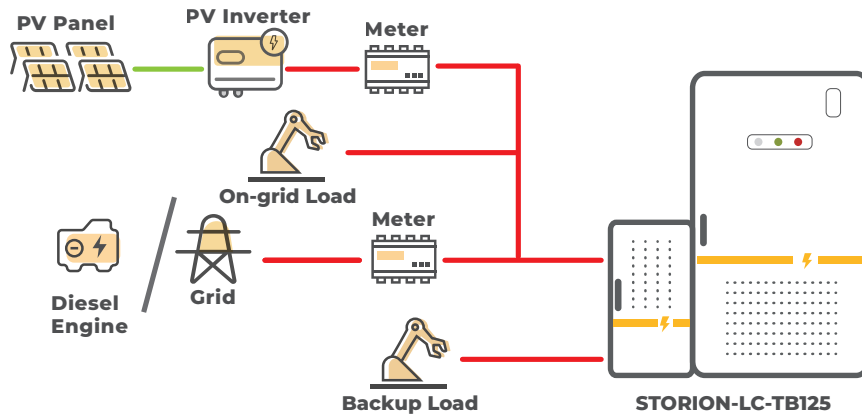 PV Panel
PV Inverter
Meter
On-grid Load
Meter
Diesel
Engine
Grid
Backup Load
STORION-LC-TB125